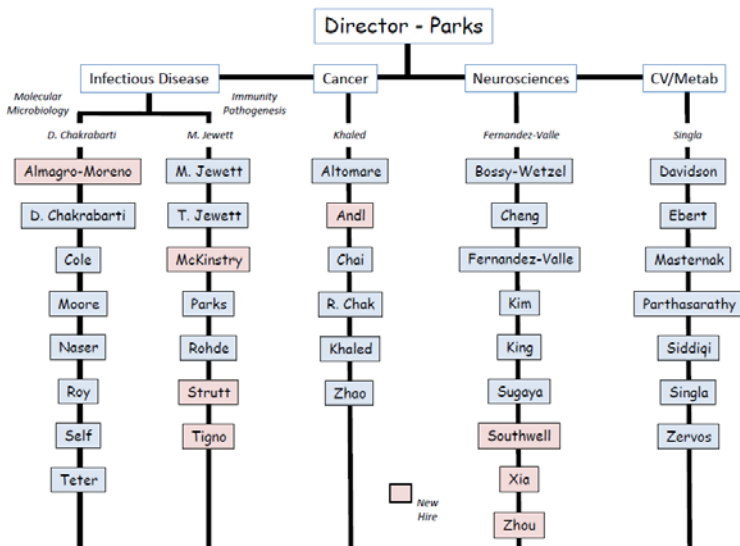 Director - Parks
Infectious Disease
Cancer
Neurosciences
CV/Metab
Molecular
Microbiology
Immunity
Pathogenesis
D. Chakrabarti
M. Jewett
Khaled
Fernandez-Valle
Singla
Almagro-Moreno
D. Chakrabarti
Cole
Moore
Naser
Roy
Self
Teter
M. Jewett
T. Jewett
McKinstry
Parks
Rohde
Strutt
Tigno
Altomare
Andl
Chai
R. Chak
Khaled
Zhao
Bossy-Wetzel
Cheng
Fernandez-Valle
Kim
King
Sugaya
Southwell
Xia
Zhou
Davidson
Ebert
Masternak
Parthasarathy
Siddiqi
Singla
Zervos
New
Hire